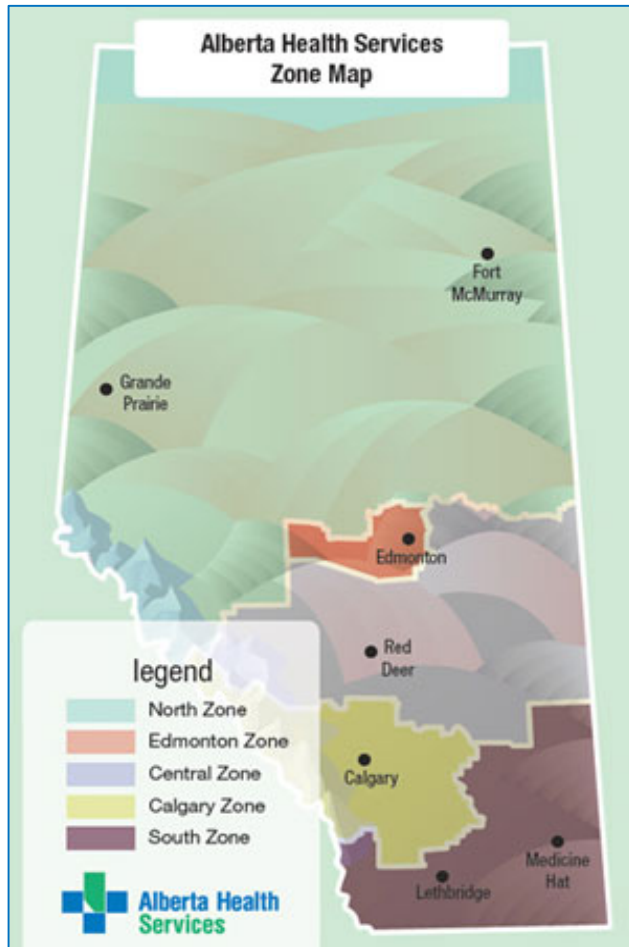 Alberta Health Services
Zone Map
Fort
McMurray
Grande
Prairie
Edmonton
Red
Deer
Calgary
Medicine
Hat
Lethbridge
legend
North Zone
Edmonton Zone
Central Zone
Calgary Zone
South Zone
Alberta Health
Services